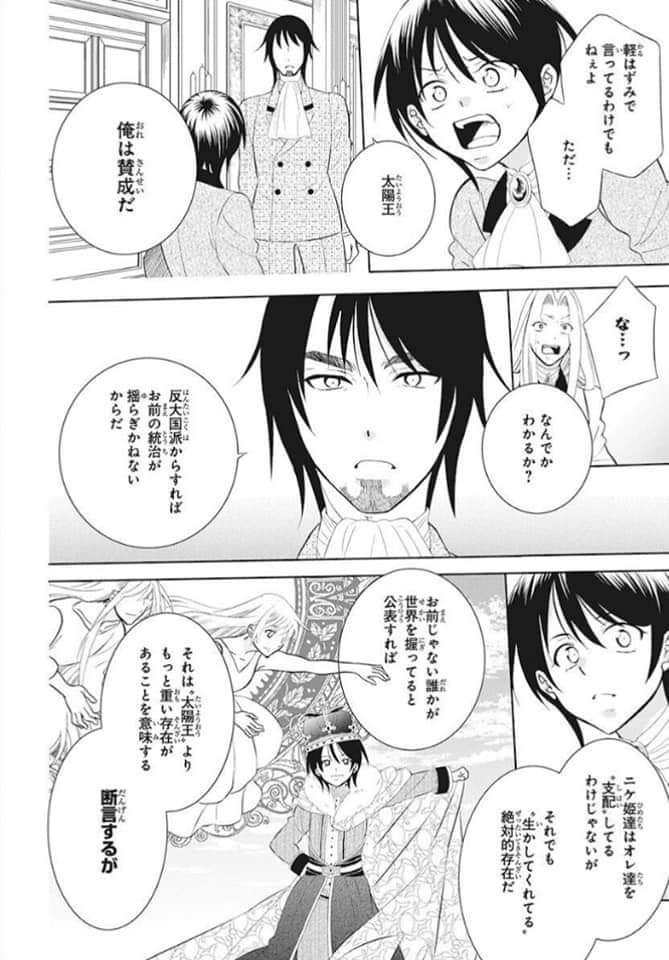 軽はずみで
言ってるわけでも
ねぇよ
ただ…
太陽王
俺は賛成だ
な…っ
なんでか
わかるか?
反大国派からすれば
お前の統治が
揺らぎかねない
からだ
ニケ姫達はオレ達を
〝支配〟してる
わけじゃないが
それでも
〝生かしてくれてる〟
絶対的存在だ
お前じゃない誰かが
世界を握ってると
公表すれば
それは〝太陽王〟より
もっと重い存在が
あることを意味する
断言するが